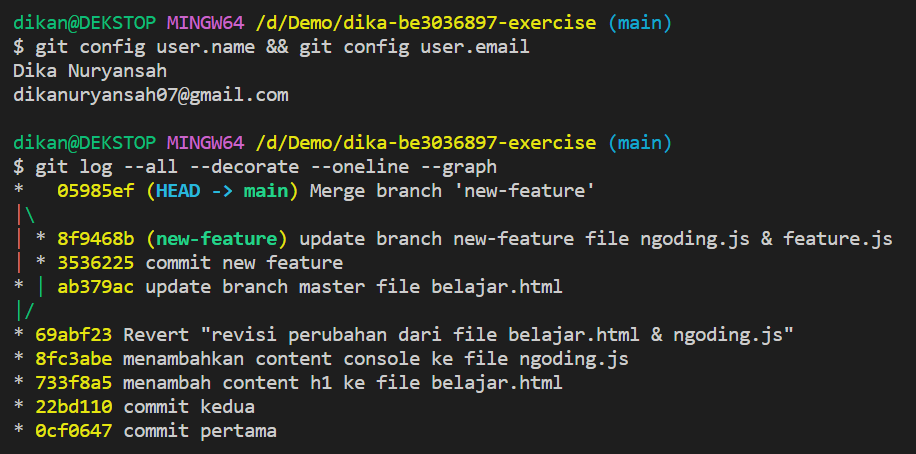 dikan@DEKSTOP MINGW64 /d/Demo/dika-be3036897-exercise (main)
$ git config user.name && git config user.email
Dika Nuryansah
dikanuryansah07@gmail.com

dikan@DEKSTOP MINGW64 /d/Demo/dika-be3036897-exercise (main)
$ git log --all --decorate --oneline --graph
*   05985ef (HEAD -> main) Merge branch 'new-feature'
|\
| * 8f9468b (new-feature) update branch new-feature file ngoding.js & feature.js
| * 3536225 commit new feature
* | ab379ac update branch master file belajar.html
|/
* 69abf23 Revert "revisi perubahan dari file belajar.html & ngoding.js"
* 8fc3abe menambahkan content console ke file ngoding.js
* 733f8a5 menambah content h1 ke file belajar.html
* 22bd110 commit kedua
* 0cf0647 commit pertama